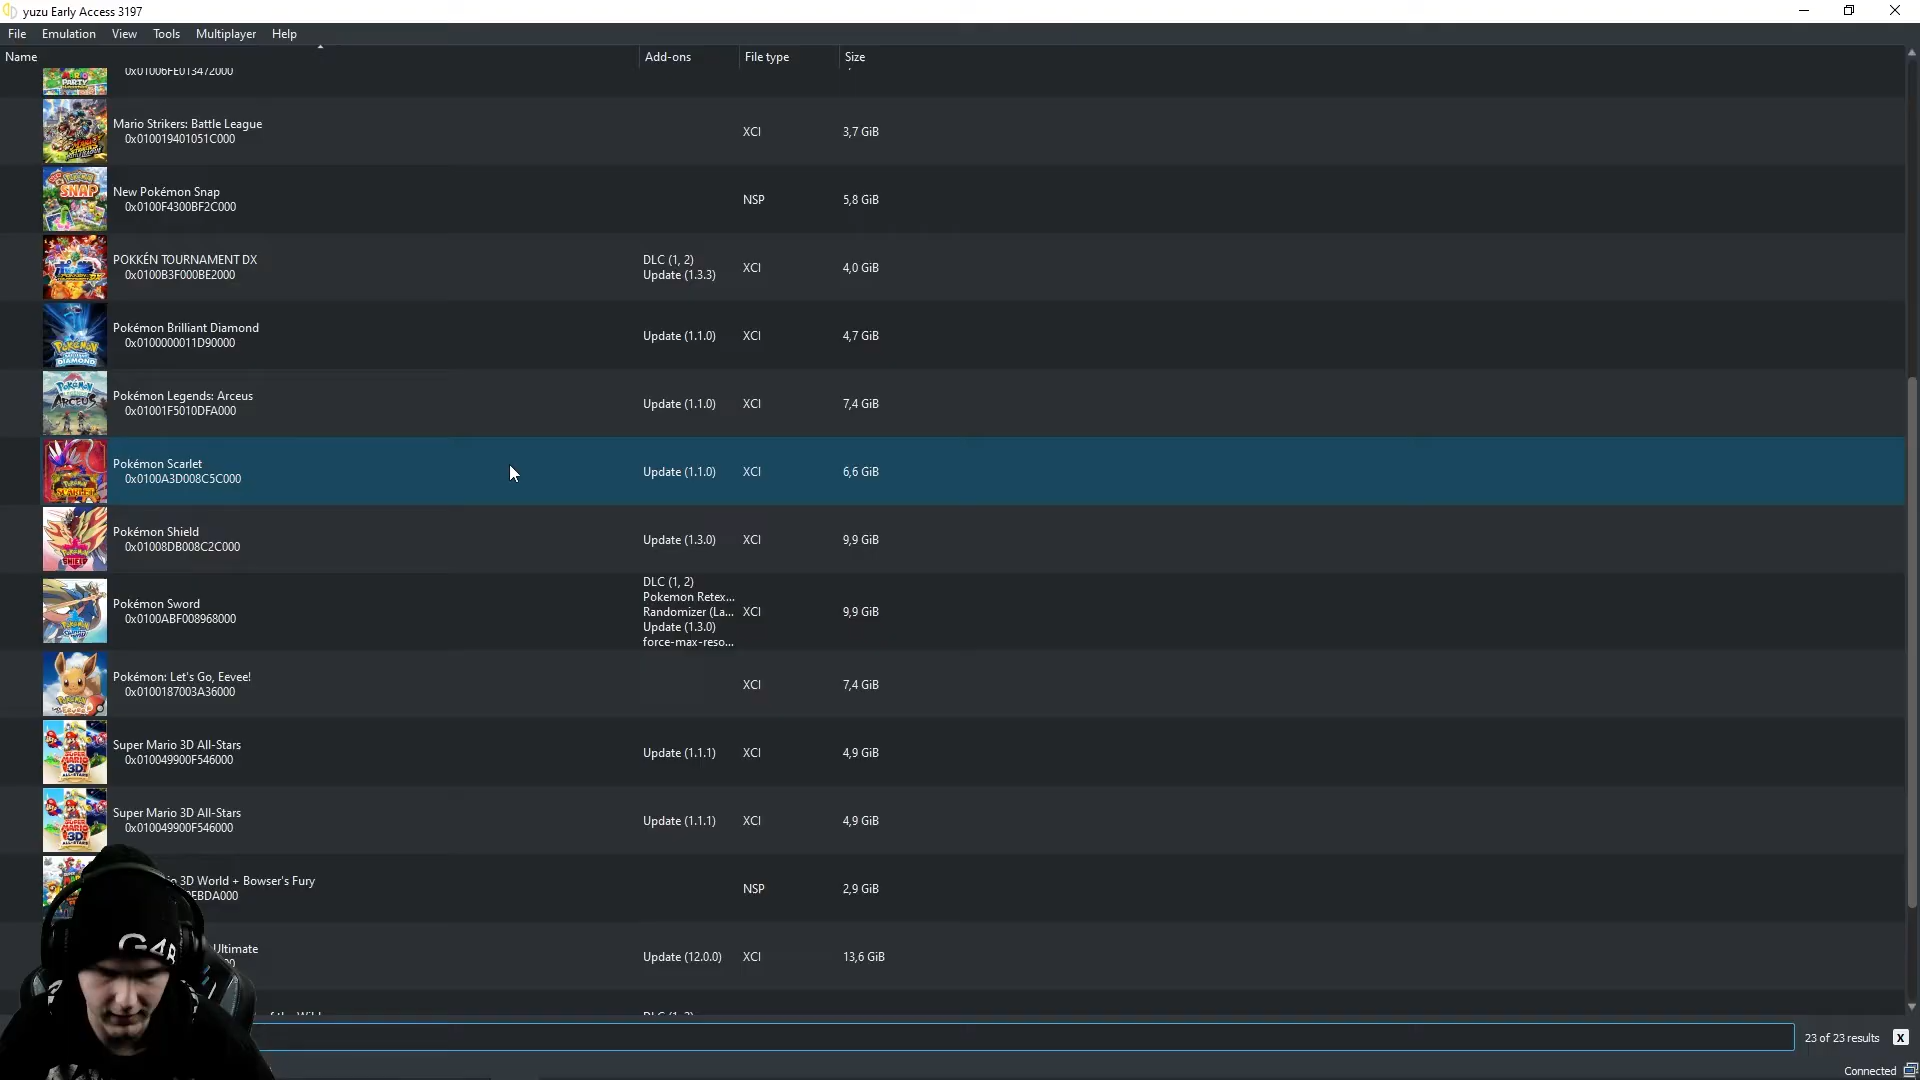 yuzu Early Access 3197
File Emulation View Tools Multiplayer Help
Name Add-ons File type Size
0x01006FE013472000
Mario Strikers: Battle League
0x010019401051C000
XCI 3,7 GiB
New Pokémon Snap
0x0100F4300BF2C000
NSP 5,8 GiB
POKKÉN TOURNAMENT DX
0x0100B3F000BE2000
DLC (1, 2)
Update (1.3.3)
XCI 4,0 GiB
Pokémon Brilliant Diamond
0x0100000011D90000
Update (1.1.0) XCI 4,7 GiB
Pokémon Legends: Arceus
0x01001F5010DFA000
Update (1.1.0) XCI 7,4 GiB
Pokémon Scarlet
0x0100A3D008C5C000
Update (1.1.0) XCI 6,6 GiB
Pokémon Shield
0x01008DB008C2C000
Update (1.3.0) XCI 9,9 GiB
Pokémon Sword
0x0100ABF008968000
DLC (1, 2)
Pokemon Retex...
Randomizer (La...
Update (1.3.0)
force-max-reso...
XCI 9,9 GiB
Pokémon: Let's Go, Eevee!
0x0100187003A36000
XCI 7,4 GiB
Super Mario 3D All-Stars
0x010049900F546000
Update (1.1.1) XCI 4,9 GiB
Super Mario 3D All-Stars
0x010049900F546000
Update (1.1.1) XCI 4,9 GiB
3D World + Bowser's Fury
EBDA000
NSP 2,9 GiB
Ultimate
Update (12.0.0) XCI 13,6 GiB
23 of 23 results X
Connected